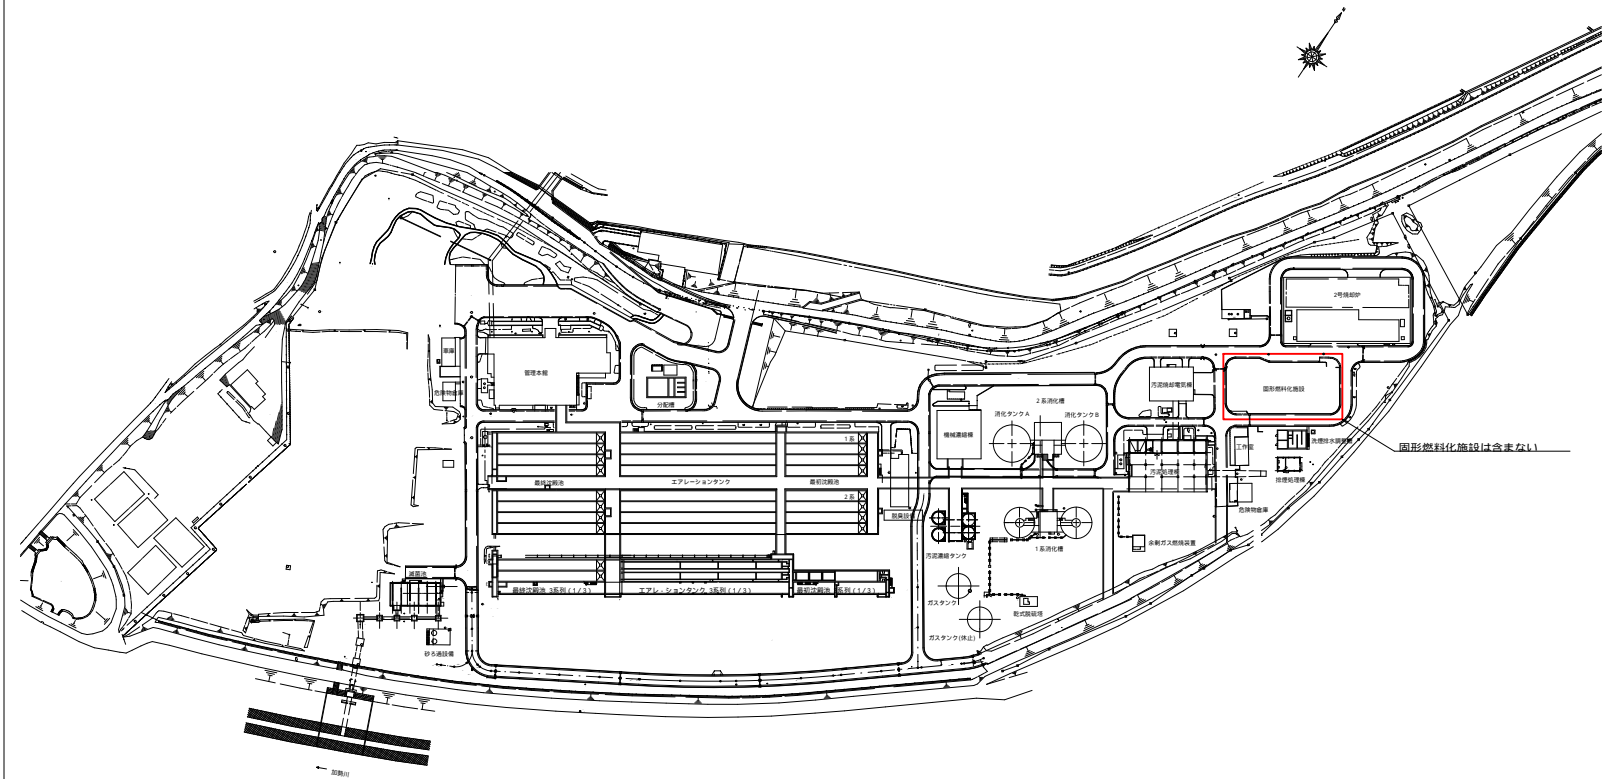 2号焼却炉
車庫
管理本館
危険物倉庫
分配槽
汚泥焼却電気棟
固形燃料化施設
2系消化槽
消化タンクA
消化タンクB
機械濃縮棟
1系
工作室
洗煙排水調整槽
固形燃料化施設は含まない
汚泥処理棟
排煙処理棟
最終沈殿池
エアレーションタンク
最初沈殿池
2系
脱臭設備
危険物倉庫
汚泥濃縮タンク
1系消化槽
余剰ガス燃焼装置
滅菌池
最終沈殿池 3系列(1/3)
エアレーションタンク 3系列(1/3)
最初沈殿池 系列(1/3)
ガスタンク
乾式脱硫塔
ガスタンク(休止)
砂ろ過設備
加勢川